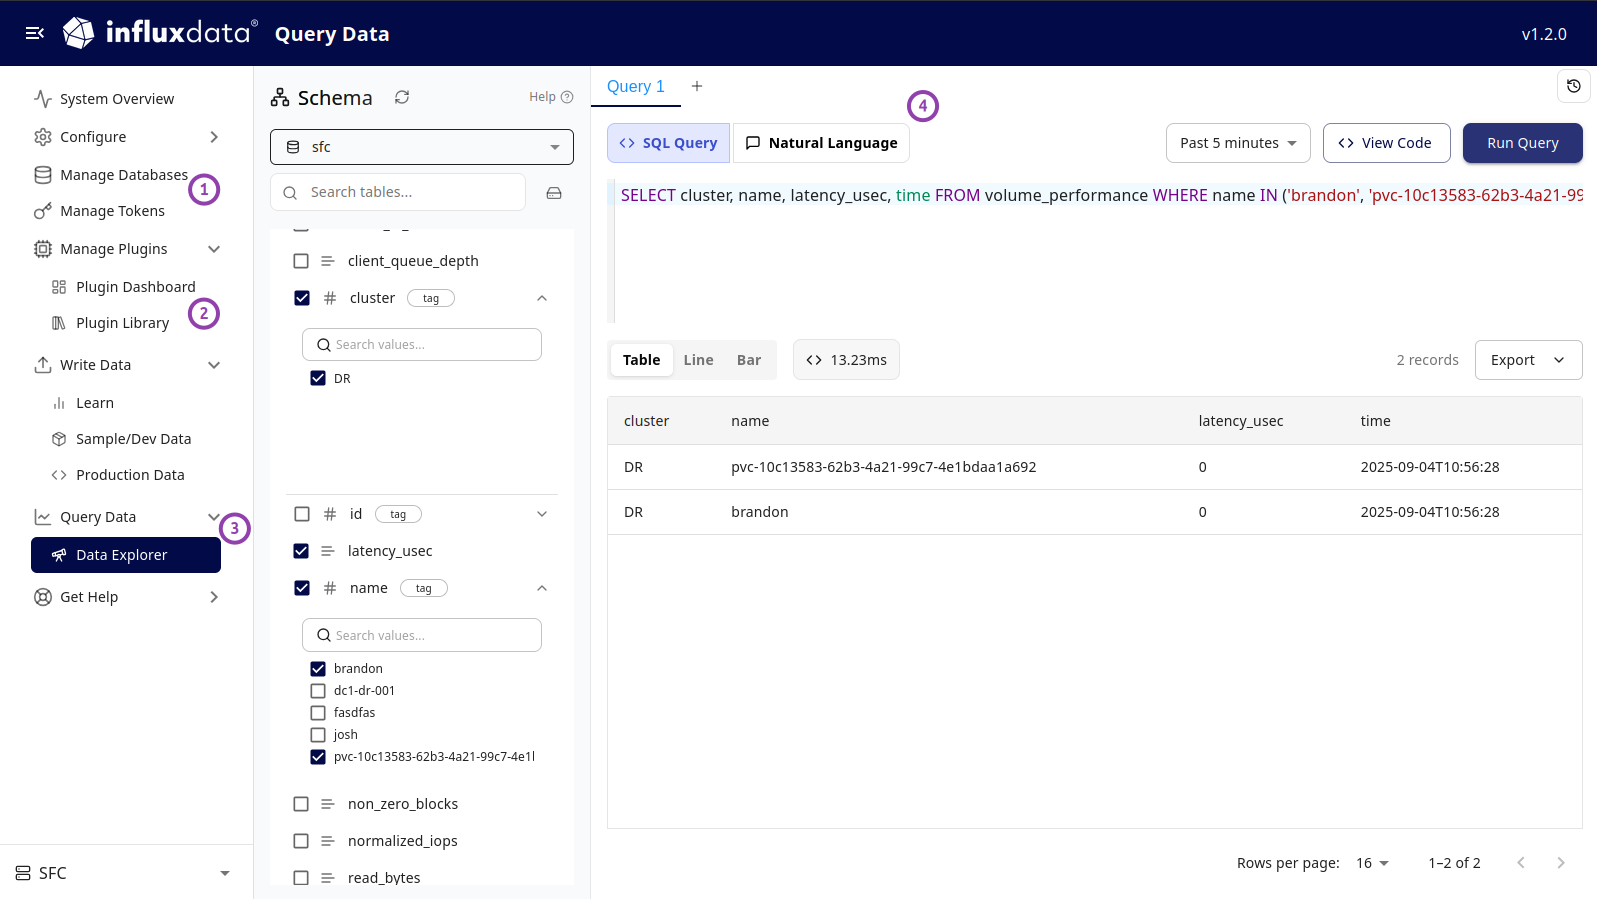 influxdata®
Query Data
v1.2.0
System Overview
Configure
Manage Databases
1
Manage Tokens
Manage Plugins
Plugin Dashboard
2
Plugin Library
Write Data
Learn
Sample/Dev Data
Production Data
Query Data
3
Data Explorer
Get Help
SFC
Schema
Help
sfc
Search tables...
client_queue_depth
# cluster tag
Search values...
DR
# id tag
latency_usec
# name tag
Search values...
brandon
dc1-dr-001
fasdfas
josh
pvc-10c13583-62b3-4a21-99c7-4e1
non_zero_blocks
normalized_iops
read_bytes
Query 1 +
4
<> SQL Query
Natural Language
Past 5 minutes
<> View Code
Run Query
SELECT cluster, name, latency_usec, time FROM volume_performance WHERE name IN ('brandon', 'pvc-10c13583-62b3-4a21-99
Table Line Bar
<> 13.23ms
2 records
Export
cluster name latency_usec time
DR pvc-10c13583-62b3-4a21-99c7-4e1bdaa1a692 0 2025-09-04T10:56:28
DR brandon 0 2025-09-04T10:56:28
Rows per page: 16
1–2 of 2